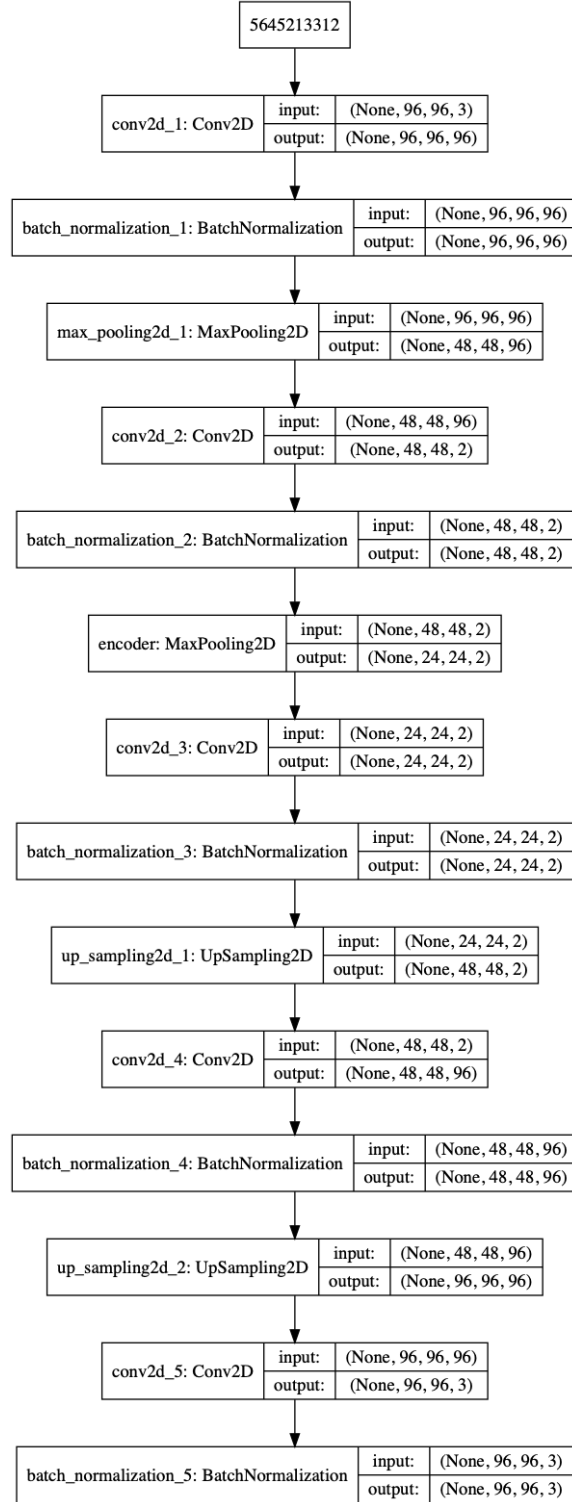 5645213312
conv2d_1: Conv2D
input: (None, 96, 96, 3)
output: (None, 96, 96, 96)
batch_normalization_1: BatchNormalization
input: (None, 96, 96, 96)
output: (None, 96, 96, 96)
max_pooling2d_1: MaxPooling2D
input: (None, 96, 96, 96)
output: (None, 48, 48, 96)
conv2d_2: Conv2D
input: (None, 48, 48, 96)
output: (None, 48, 48, 2)
batch_normalization_2: BatchNormalization
input: (None, 48, 48, 2)
output: (None, 48, 48, 2)
encoder: MaxPooling2D
input: (None, 48, 48, 2)
output: (None, 24, 24, 2)
conv2d_3: Conv2D
input: (None, 24, 24, 2)
output: (None, 24, 24, 2)
batch_normalization_3: BatchNormalization
input: (None, 24, 24, 2)
output: (None, 24, 24, 2)
up_sampling2d_1: UpSampling2D
input: (None, 24, 24, 2)
output: (None, 48, 48, 2)
conv2d_4: Conv2D
input: (None, 48, 48, 2)
output: (None, 48, 48, 96)
batch_normalization_4: BatchNormalization
input: (None, 48, 48, 96)
output: (None, 48, 48, 96)
up_sampling2d_2: UpSampling2D
input: (None, 48, 48, 96)
output: (None, 96, 96, 96)
conv2d_5: Conv2D
input: (None, 96, 96, 96)
output: (None, 96, 96, 3)
batch_normalization_5: BatchNormalization
input: (None, 96, 96, 3)
output: (None, 96, 96, 3)